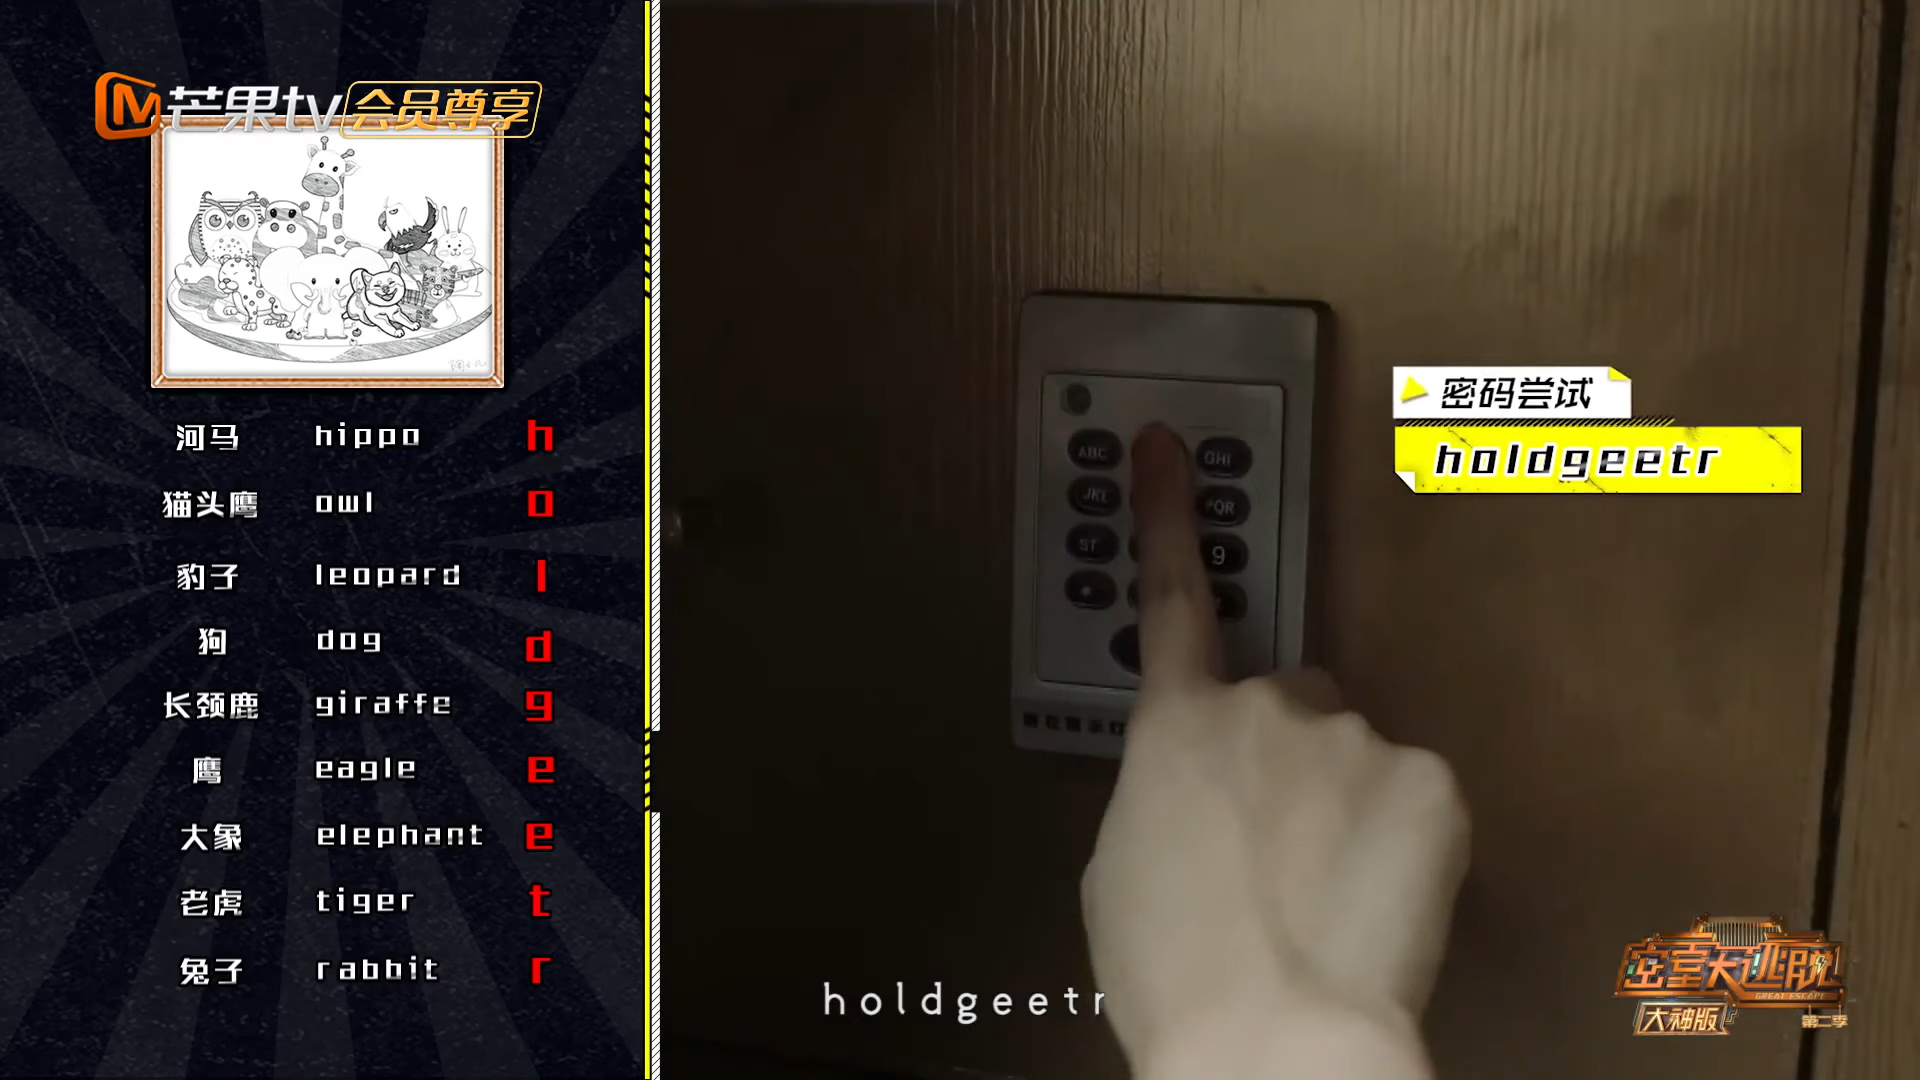 芒果tv会员尊享
河马 hippo h
猫头鹰 owl o
豹子 leopard l
狗 dog d
长颈鹿 giraffe g
鹰 eagle e
大象 elephant e
老虎 tiger t
兔子 rabbit r
ABC
GHI
JKL
PQR
ST
9
密码尝试
holdgeetr
holdgeetr
密室大逃脱
GREAT ESCAPE
大神版
第二季